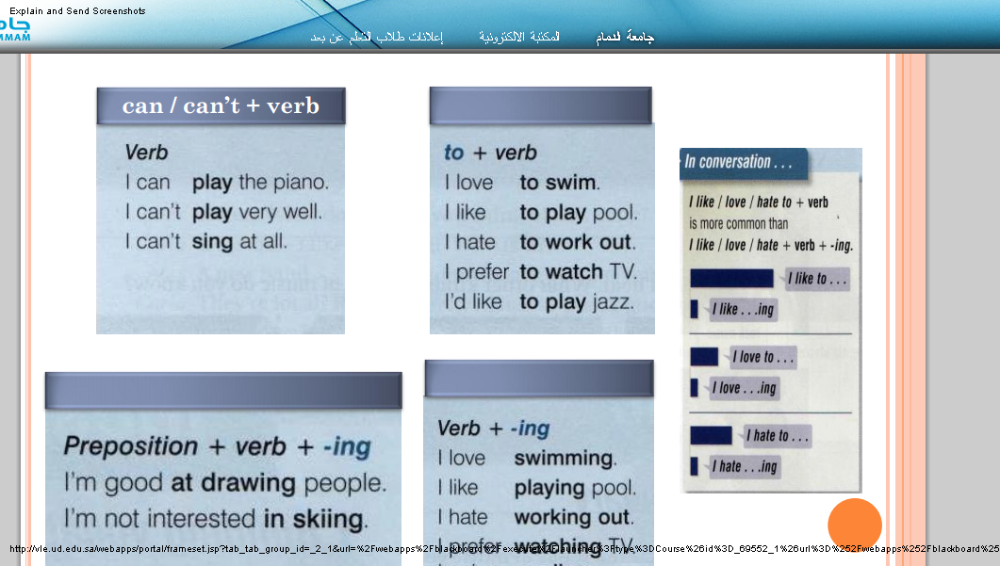 Explain and Send Screenshots
MMAM
جامعة الدمام
المكتبة الالكترونية
إعلانات طلاب التعلم عن بعد
can / can't + verb
Verb
I can play the piano.
I can't play very well.
I can't sing at all.
to + verb
I love to swim.
I like to play pool.
I hate to work out.
I prefer to watch TV.
I'd like to play jazz.
In conversation . . .
I like / love / hate to + verb
is more common than
I like / love / hate + verb + -ing.
I like to . . .
I like . . .ing
I love to . . .
I love . . .ing
I hate to . . .
I hate . . .ing
Preposition + verb + -ing
I'm good at drawing people.
I'm not interested in skiing.
Verb + -ing
I love swimming.
I like playing pool.
I hate working out.
I prefer watching TV.
http://vle.ud.edu.sa/webapps/portal/frameset.jsp?tab_tab_group_id=_2_1&url=%2Fwebapps%2Fblackboard%2Fexecute%2Flauncher%3Ftype%3DCourse%26id%3D_69552_1%26url%3D%252Fwebapps%252Fblackboard%25